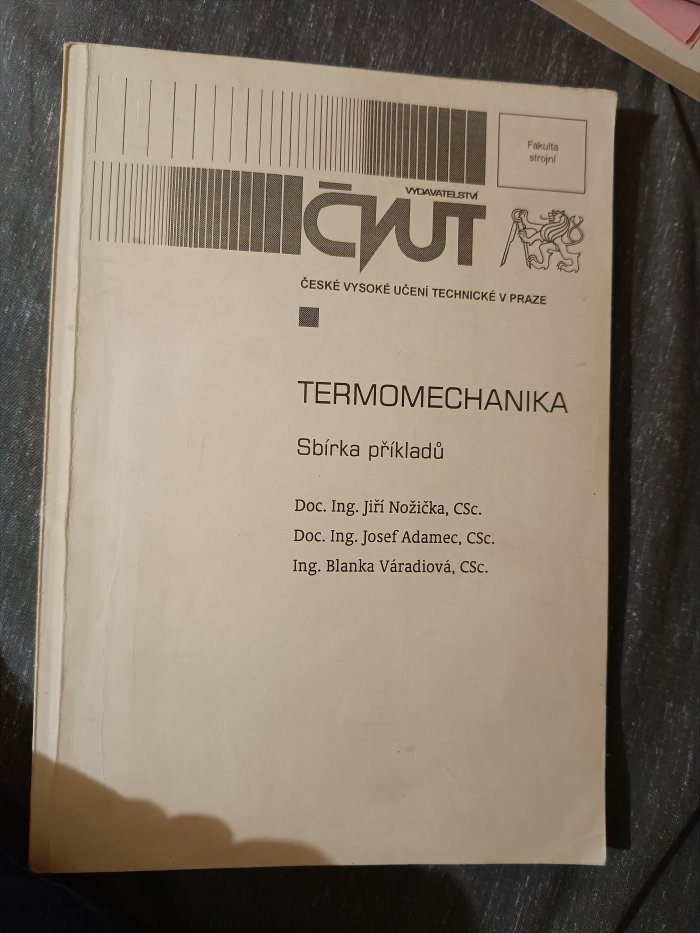 Fakulta
strojní
VYDAVATELSTVÍ
ČVUT
ČESKÉ VYSOKÉ UČENÍ TECHNICKÉ V PRAZE
TERMOMECHANIKA
Sbírka příkladů
Doc. Ing. Jiří Nožička, CSc.
Doc. Ing. Josef Adamec, CSc.
Ing. Blanka Váradiová, CSc.